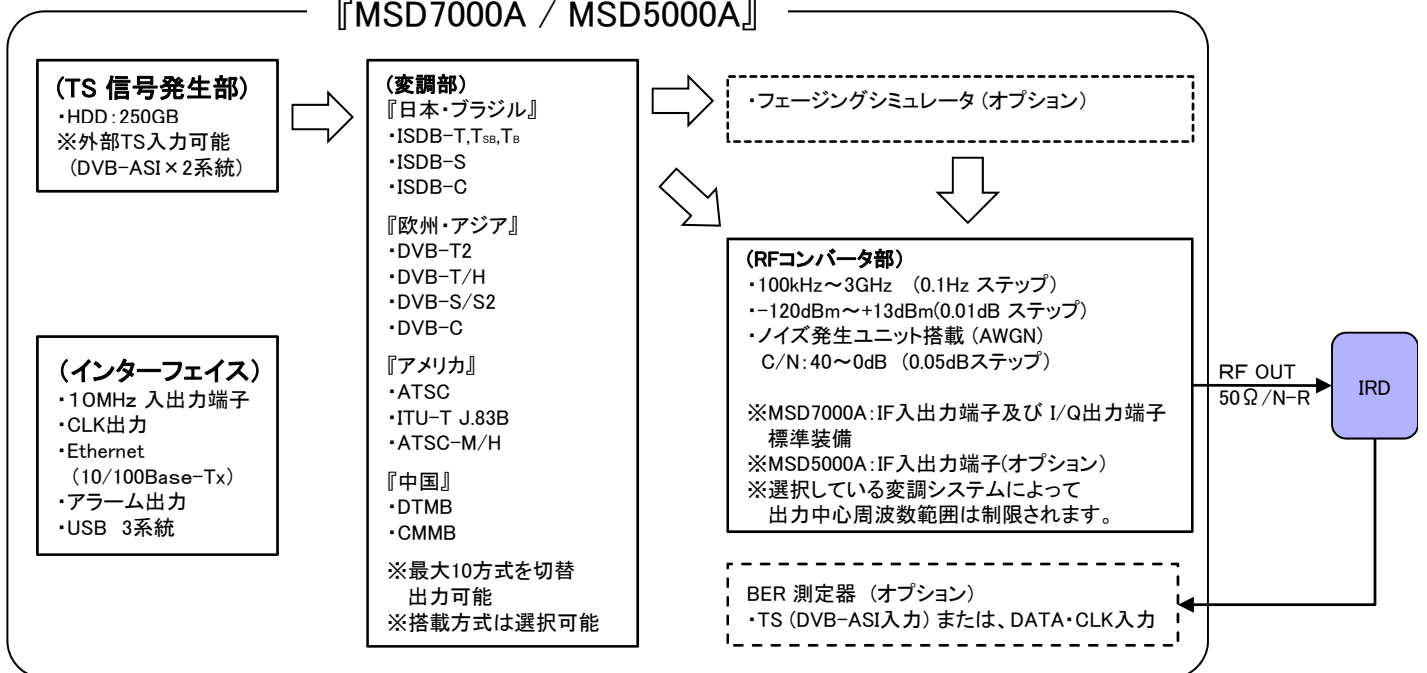 『MSD7000A / MSD5000A』
(TS 信号発生部)
・HDD:250GB
※外部TS入力可能
(DVB-ASI×2系統)
(インターフェイス)
・10MHz 入出力端子
・CLK出力
・Ethernet
(10/100Base-Tx)
・アラーム出力
・USB 3系統
(変調部)
『日本・ブラジル』
・ISDB-T,TSB,TB
・ISDB-S
・ISDB-C
『欧州・アジア』
・DVB-T2
・DVB-T/H
・DVB-S/S2
・DVB-C
『アメリカ』
・ATSC
・ITU-T J.83B
・ATSC-M/H
『中国』
・DTMB
・CMMB
※最大10方式を切替
出力可能
※搭載方式は選択可能
・フェージングシミュレータ(オプション)
(RFコンバータ部)
・100kHz～3GHz (0.1Hz ステップ)
・-120dBm～+13dBm(0.01dB ステップ)
・ノイズ発生ユニット搭載(AWGN)
C/N:40～0dB (0.05dBステップ)
※MSD7000A:IF入出力端子及び I/Q出力端子
標準装備
※MSD5000A:IF入出力端子(オプション)
※選択している変調システムによって
出力中心周波数範囲は制限されます。
RF OUT
50Ω/N-R
IRD
BER 測定器 (オプション)
・TS(DVB-ASI入力)または、DATA・CLK入力